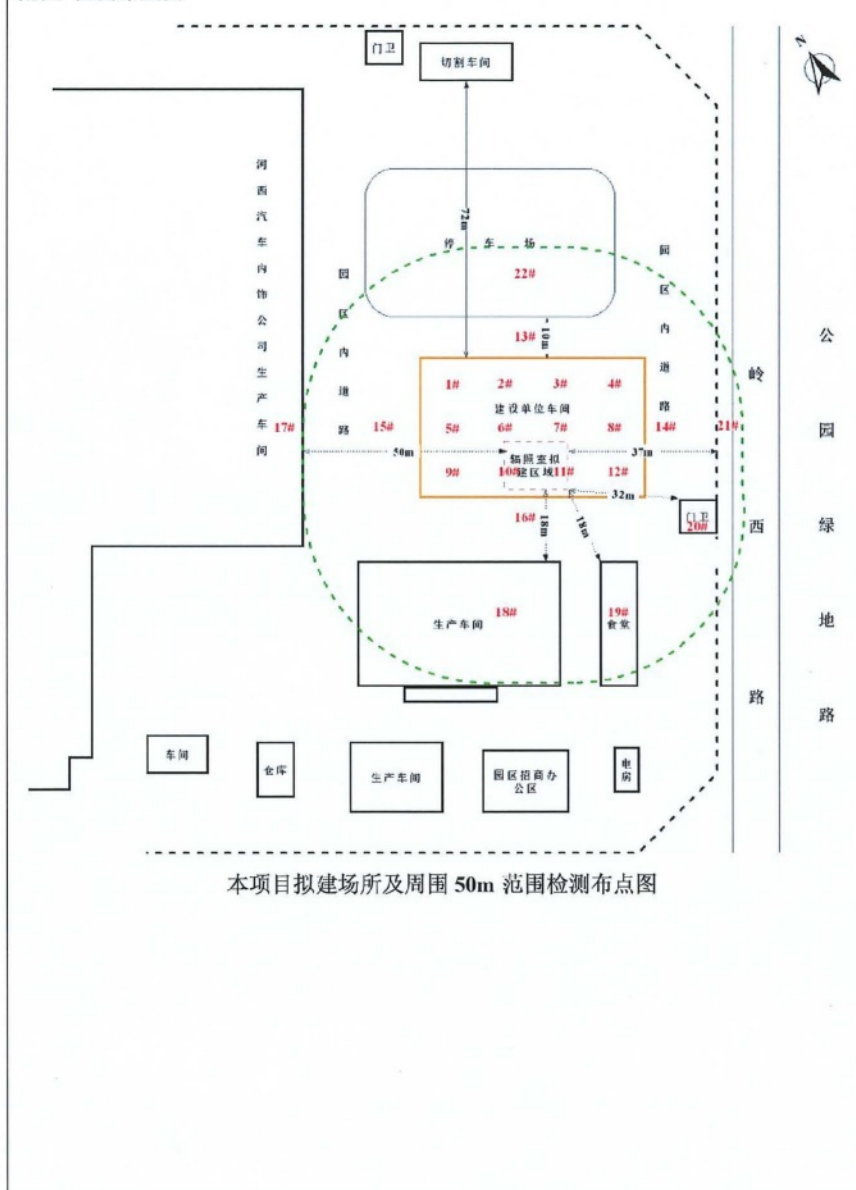 N
门卫
切割车间
河西汽车内饰公司生产车间
72m
停车场
园区内道路
园区内道路
22#
13#
10m
公园绿地路
岭西路
1#
2#
3#
4#
建设单位车间
17#
15#
5#
6#
7#
8#
14#
21#
50m
37m
辐照室拟
建区域
9#
10#
11#
12#
32m
16#
18m
18m
门卫
20#
生产车间
18#
19#
食堂
车间
仓库
生产车间
园区招商办
公区
电房
本项目拟建场所及周围 50m 范围检测布点图